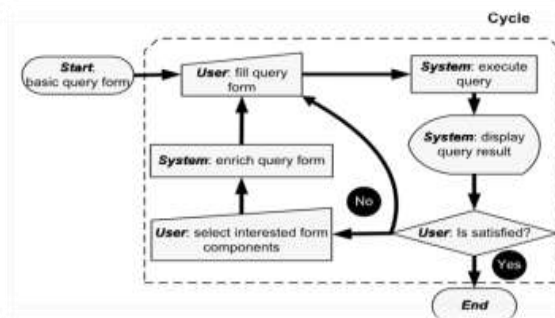 Cycle
Start:
basic query form
User: fill query
form
System: execute
query
System: display
query result
System: enrich query form
No
User: select interested form
components
User: Is satisfied?
Yes
End